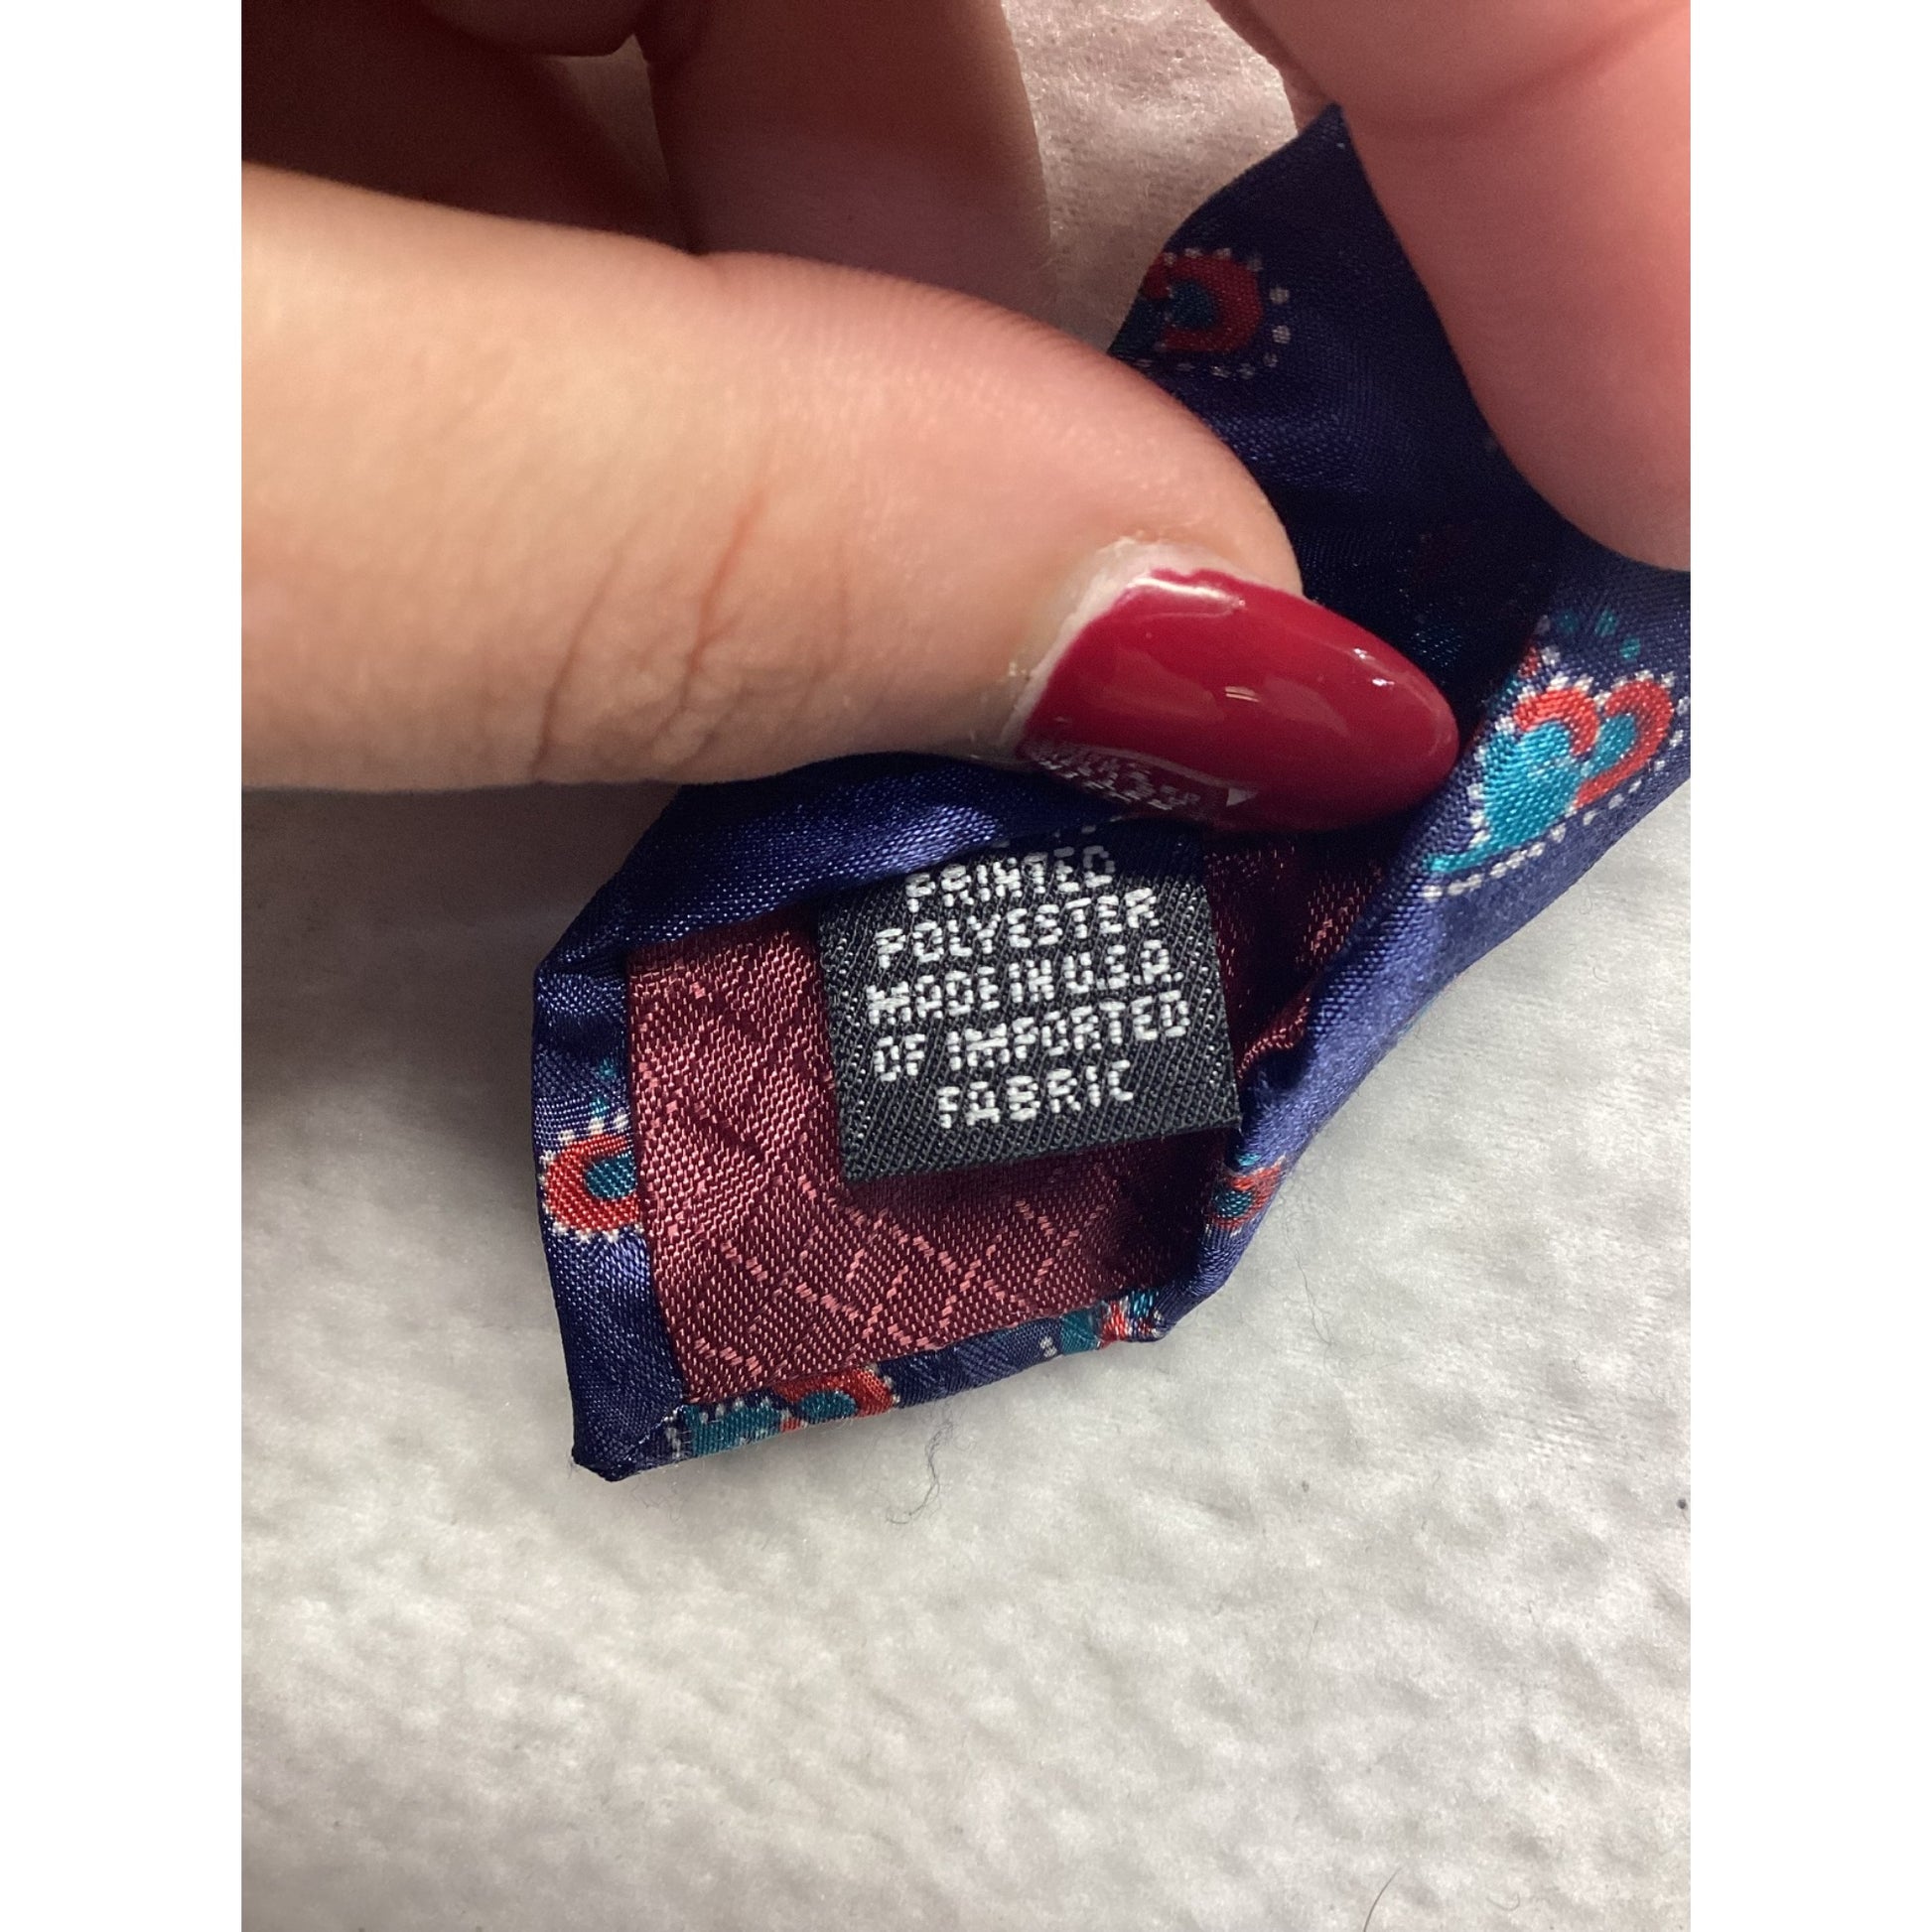 PRINTED
POLYESTER
MADE IN U.S.A.
OF IMPORTED
FABRIC